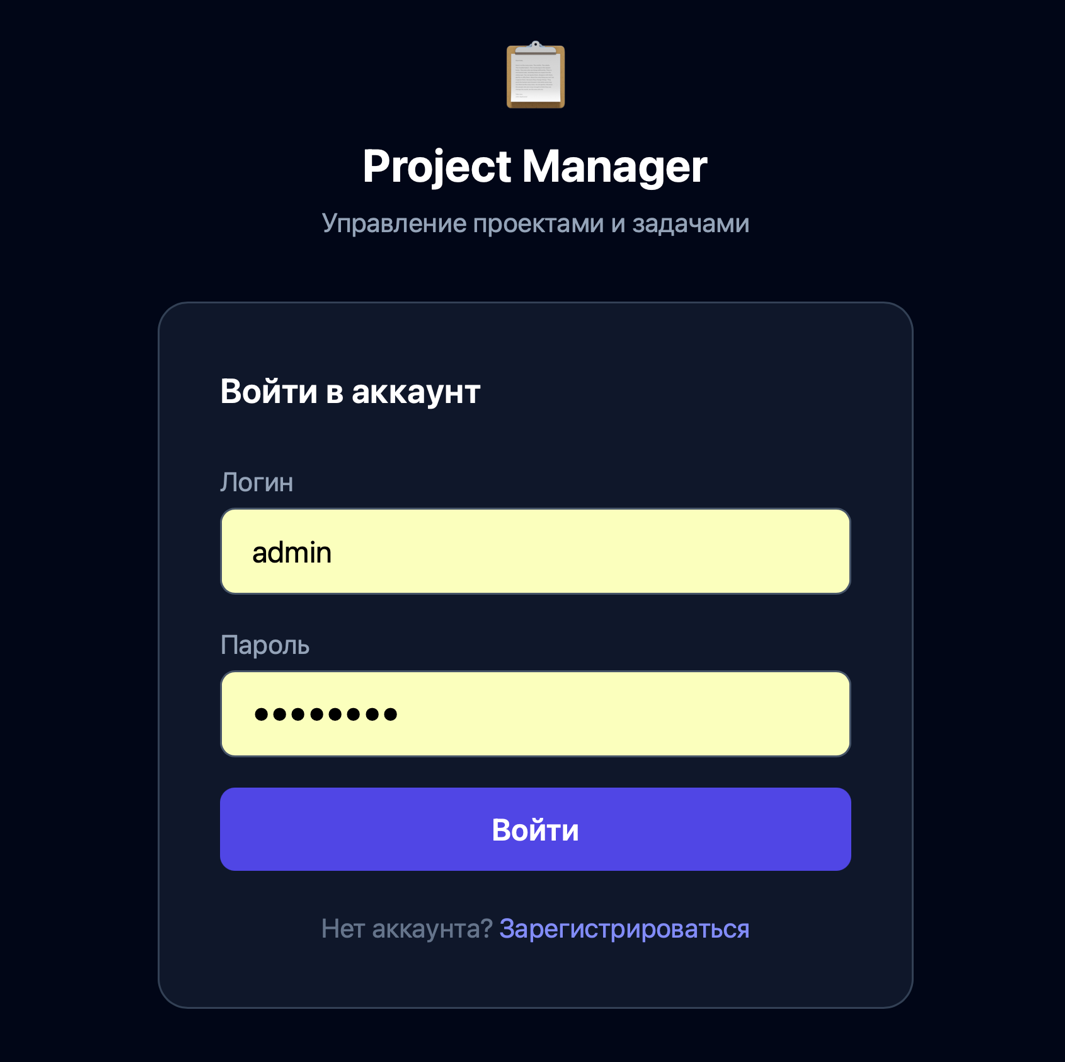 Project Manager
Управление проектами и задачами
Войти в аккаунт
Логин
admin
Пароль
••••••••
Войти
Нет аккаунта? Зарегистрироваться